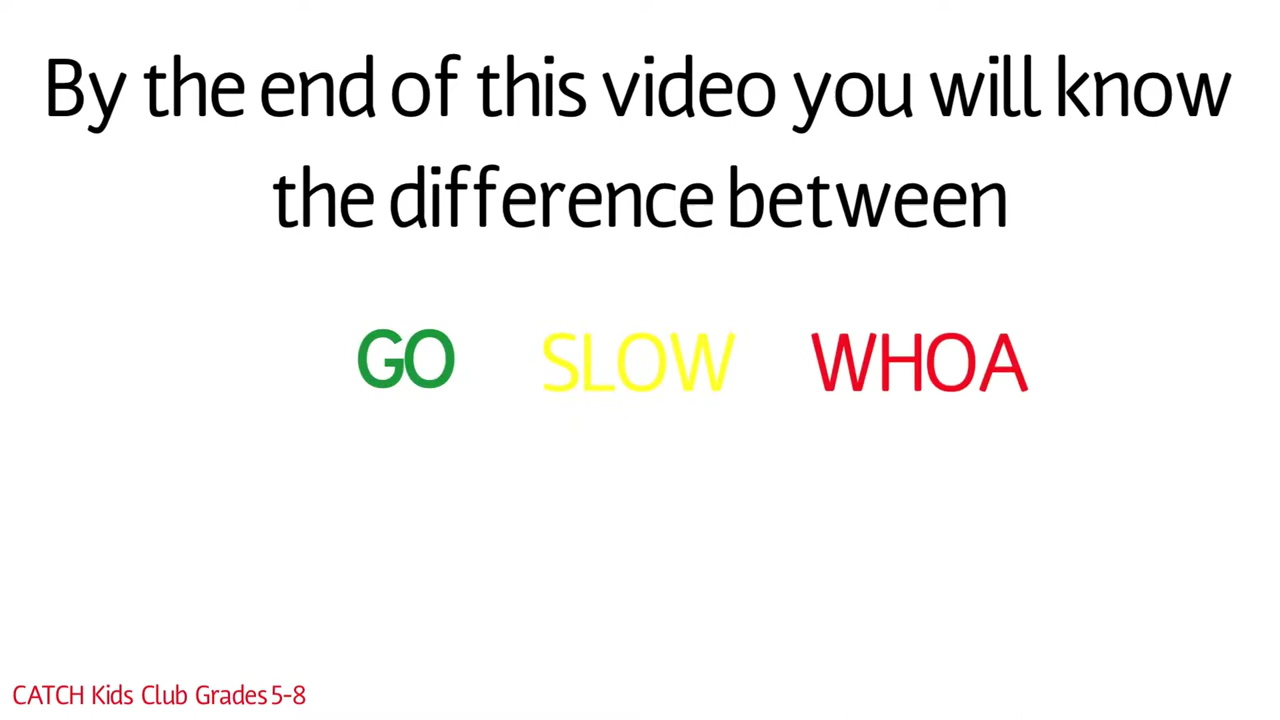 By the end of this video you will know
the difference between
GO SLOW WHOA
CATCH Kids Club Grades 5-8